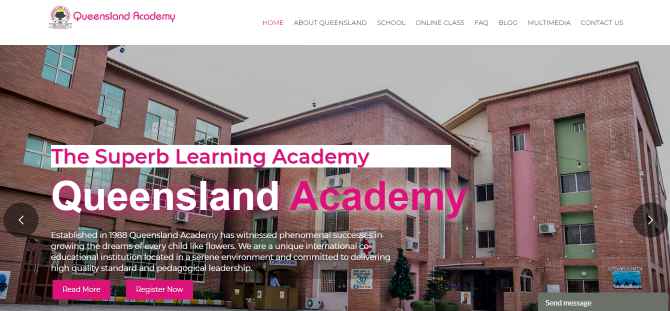 Queensland Academy
HOME ABOUT QUEENSLAND SCHOOL ONLINE CLASS FAQ BLOG MULTIMEDIA CONTACT US
The Superb Learning Academy
Queensland Academy
Established in 1988 Queensland Academy has witnessed phenomenal successes in
growing the dreams of every child like flowers. We are a unique international co-
educational institution located in a serene environment and committed to delivering
high quality standard and pedagogical leadership.
Read More Register Now
Send message